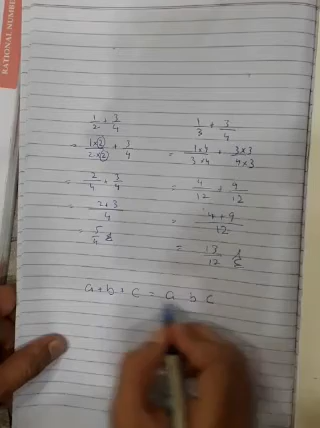 RATIONAL NUMBER
1/2 + 3/4
= 1×2/2×2 + 3/4
= 2/4 + 3/4
= 2+3/4
= 5/4
1/3 + 3/4
= 1×4/3×4 + 3×3/4×3
= 4/12 + 9/12
= 4+9/12
= 13/12
a+b+c = a b c